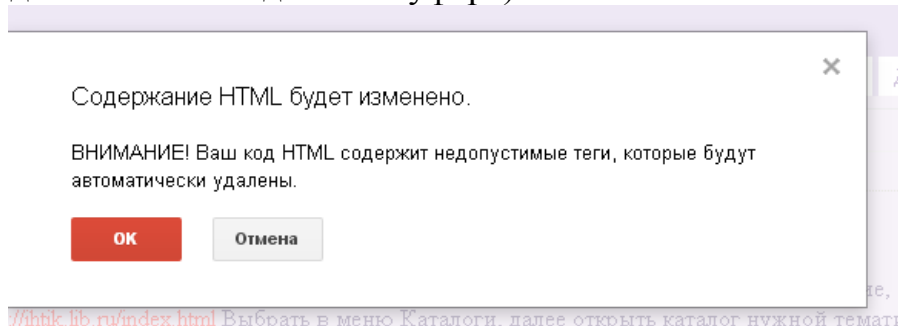 ×
Содержание HTML будет изменено.
ВНИМАНИЕ! Ваш код HTML содержит недопустимые теги, которые будут
автоматически удалены.
ОК
Отмена
//ihtik.lib.ru/index.html Выбрать в меню Каталоги, далее открыть каталог нужной